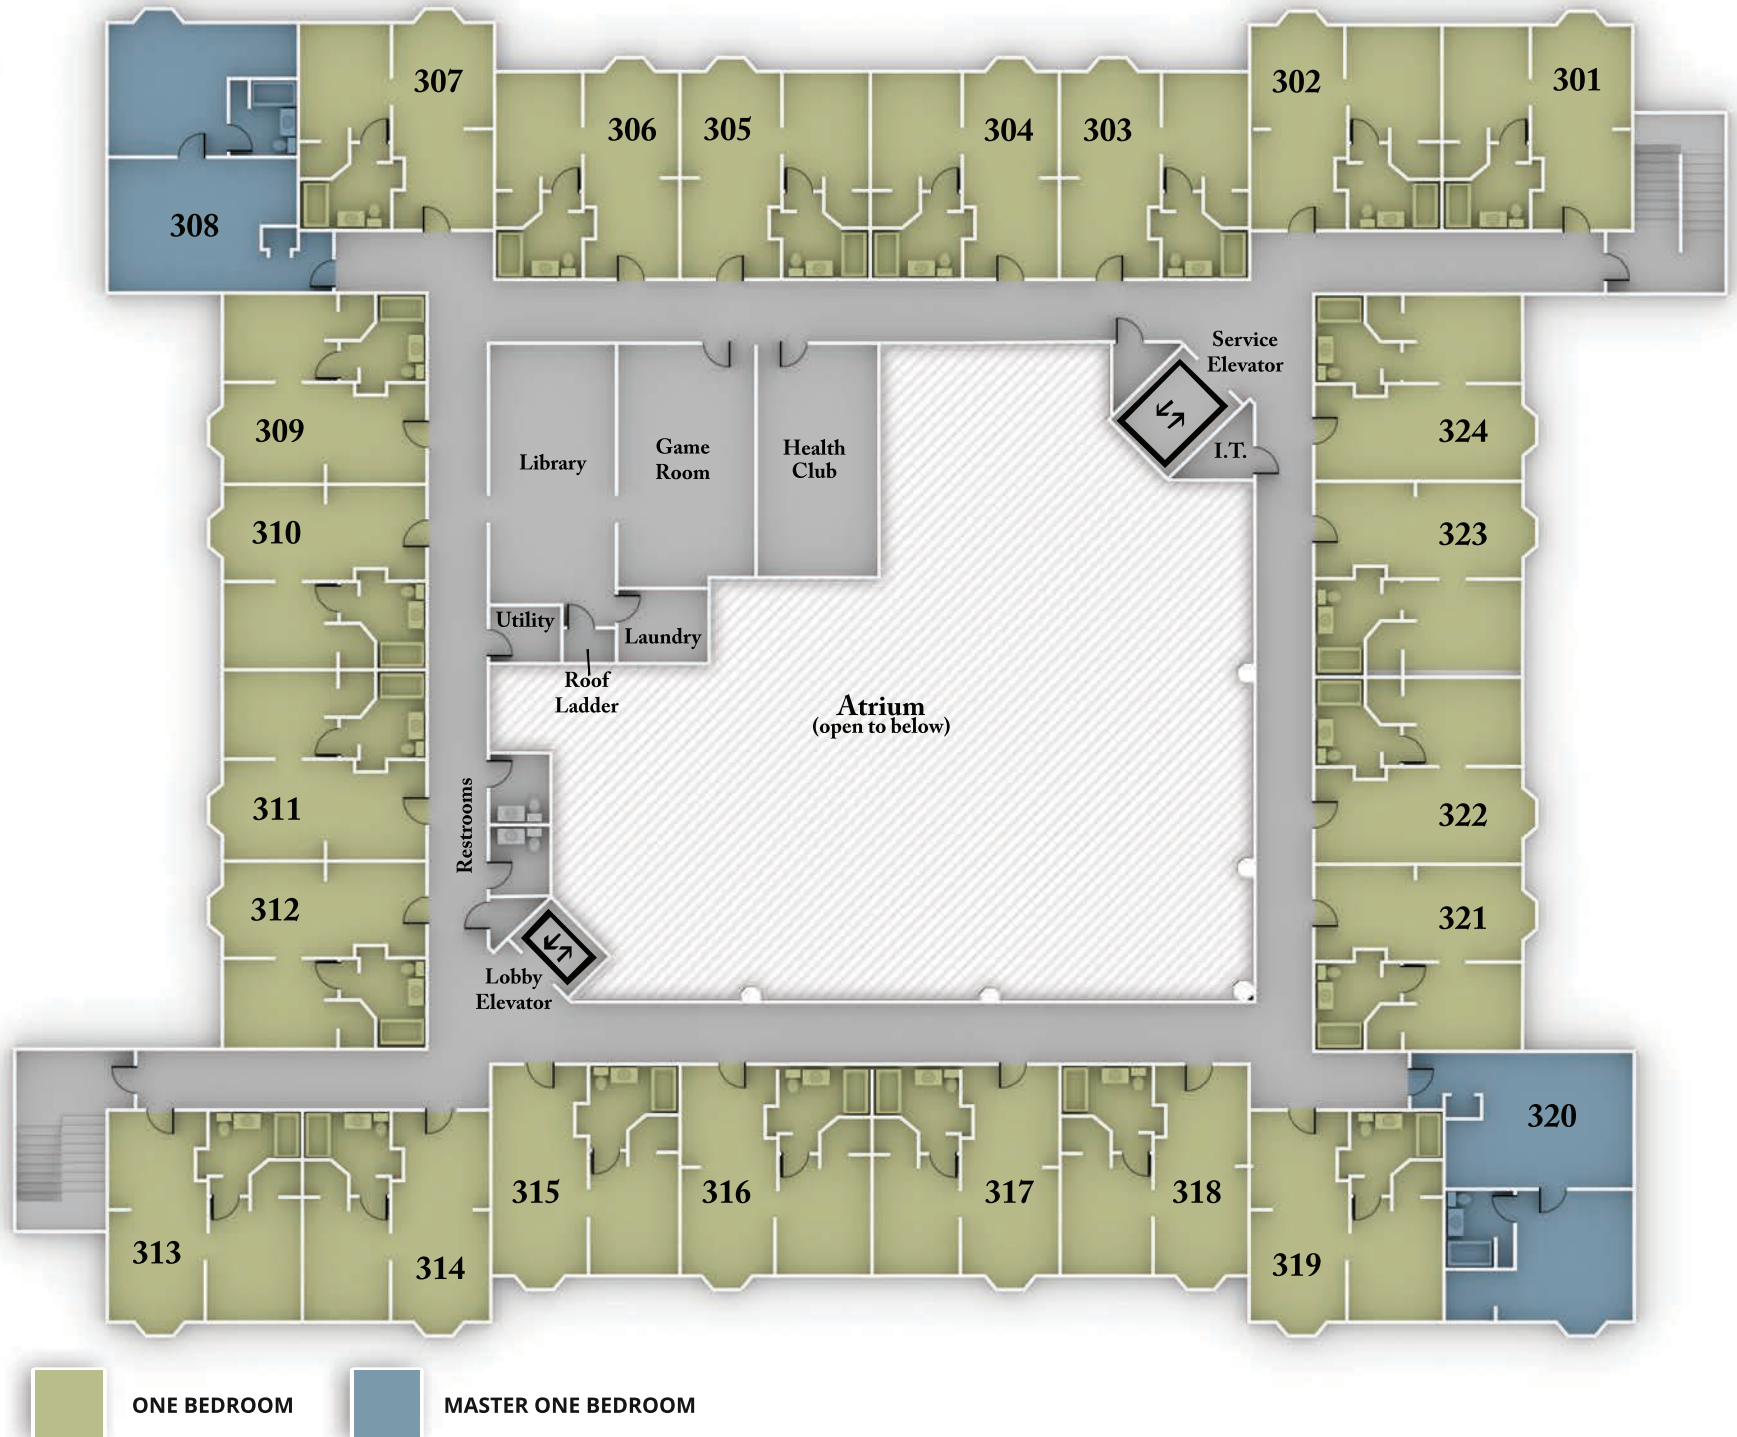 307
302
301
306
305
304
303
308
Service
Elevator
309
Library
Game
Room
Health
Club
I.T.
324
310
323
Utility
Laundry
Roof
Ladder
Atrium
(open to below)
311
Restrooms
322
312
321
Lobby
Elevator
320
315
316
317
318
313
314
319
ONE BEDROOM
MASTER ONE BEDROOM